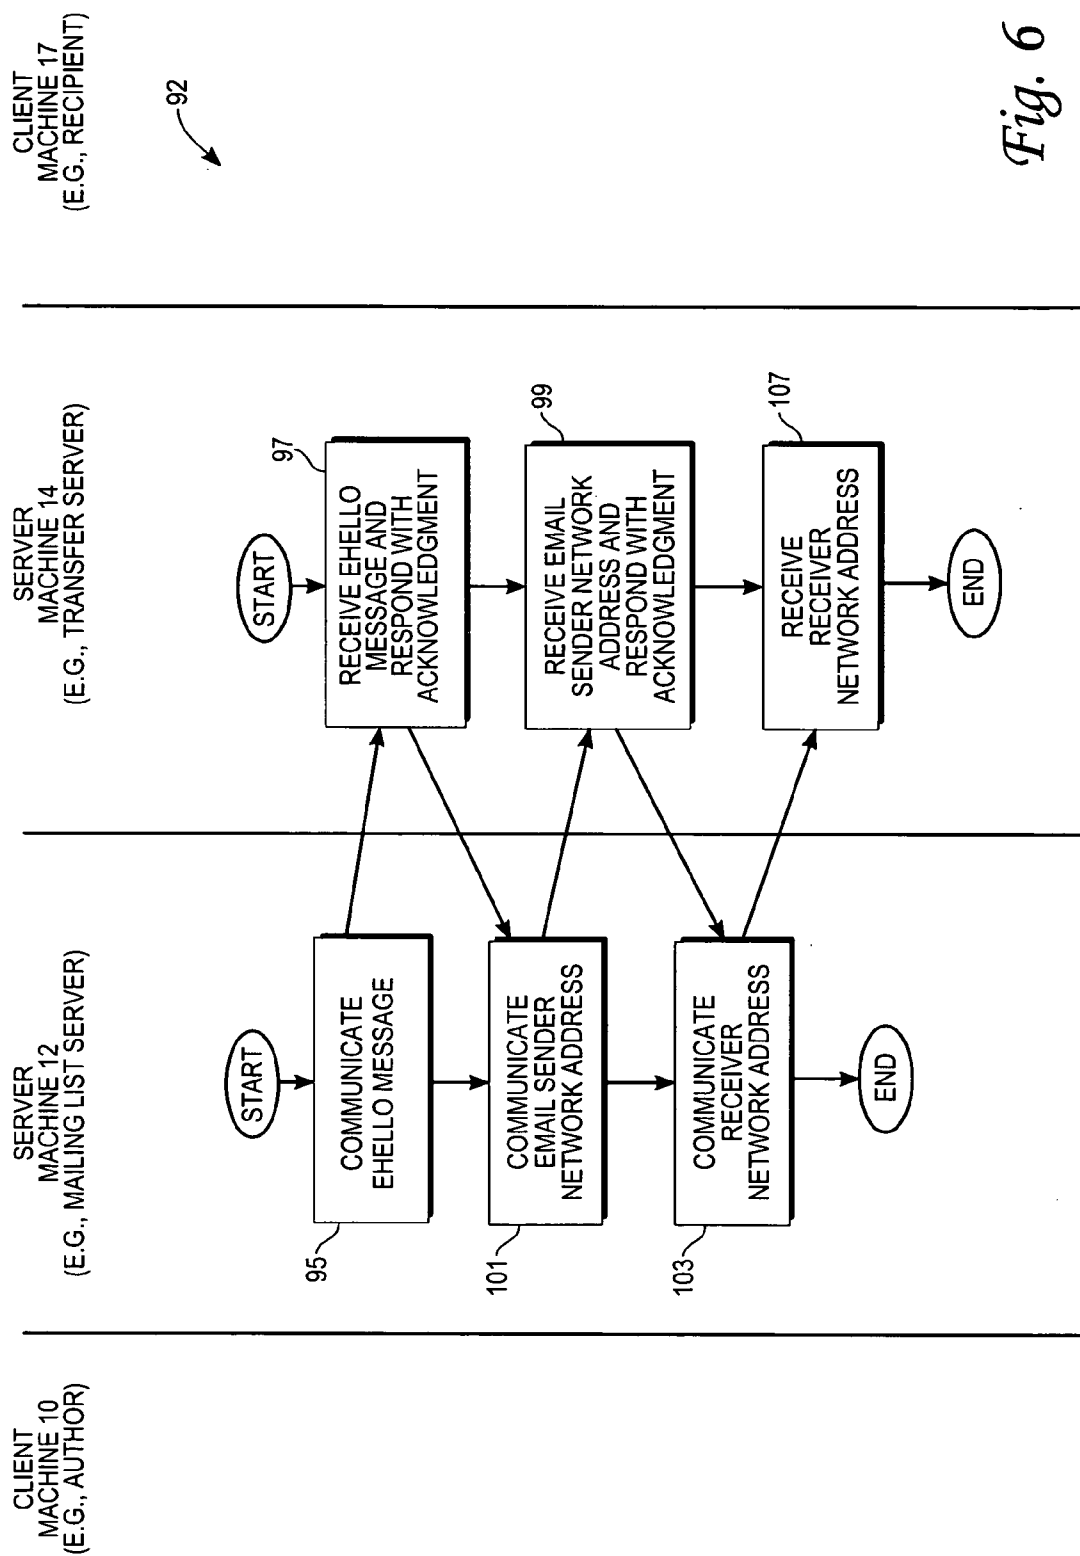 CLIENT
MACHINE 10
(E.G., AUTHOR)
SERVER
MACHINE 12
(E.G., MAILING LIST SERVER)
SERVER
MACHINE 14
(E.G., TRANSFER SERVER)
CLIENT
MACHINE 17
(E.G., RECIPIENT)
92
START
95
COMMUNICATE
EHELLO MESSAGE
101
COMMUNICATE
EMAIL SENDER
NETWORK ADDRESS
103
COMMUNICATE
RECEIVER
NETWORK ADDRESS
END
START
97
RECEIVE EHELLO
MESSAGE AND
RESPOND WITH
ACKNOWLEDGMENT
99
RECEIVE EMAIL
SENDER NETWORK
ADDRESS AND
RESPOND WITH
ACKNOWLEDGMENT
107
RECEIVE
RECEIVER
NETWORK ADDRESS
END
Fig. 6